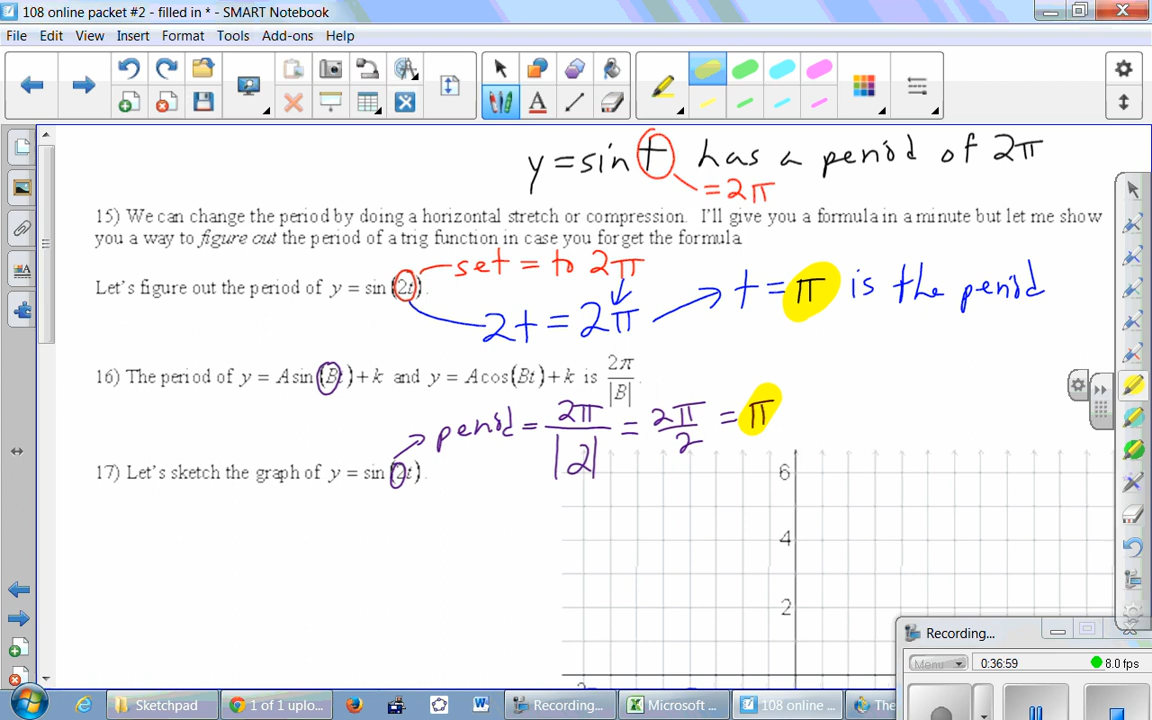 108 online packet #2 - filled in * - SMART Notebook
File Edit View Insert Format Tools Add-ons Help
y = sin t has a period of 2π
= 2π
15) We can change the period by doing a horizontal stretch or compression. I'll give you a formula in a minute but let me show
you a way to figure out the period of a trig function in case you forget the formula.
set = to 2π
Let's figure out the period of y = sin(2t).
2t = 2π
t = π is the period
16) The period of y = A sin(Bt) + k and y = A cos(Bt) + k is 2π/|B|.
period = 2π/|2| = 2π/2 = π
17) Let's sketch the graph of y = sin(2t).
6
4
2
Recording...
Menu
0:36:59
8.0 fps
Sketchpad
1 of 1 uplo...
Recording...
Microsoft ...
108 online ...
The